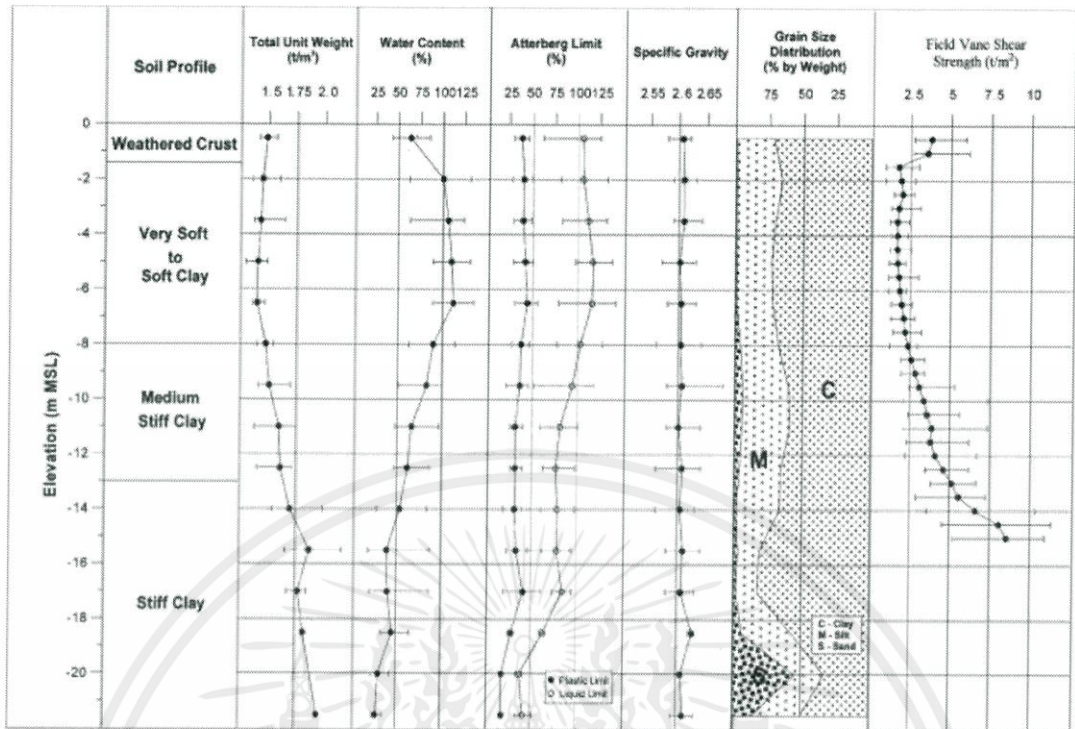 Soil Profile
Total Unit Weight
(t/m³)
1.5 1.75 2.0
Water Content
(%)
25 50 75 100 125
Atterberg Limit
(%)
25 50 75 100 125
Specific Gravity
2.55 2.6 2.65
Grain Size
Distribution
(% by Weight)
75 50 25
Field Vane Shear
Strength (t/m²)
2.5 5 7.5 10
Elevation (m MSL)
0
-2
-4
-6
-8
-10
-12
-14
-16
-18
-20
Weathered Crust
Very Soft
to
Soft Clay
Medium
Stiff Clay
Stiff Clay
C
M
S
C - Clay
M - Silt
S - Sand
Plastic Limit
Liquid Limit